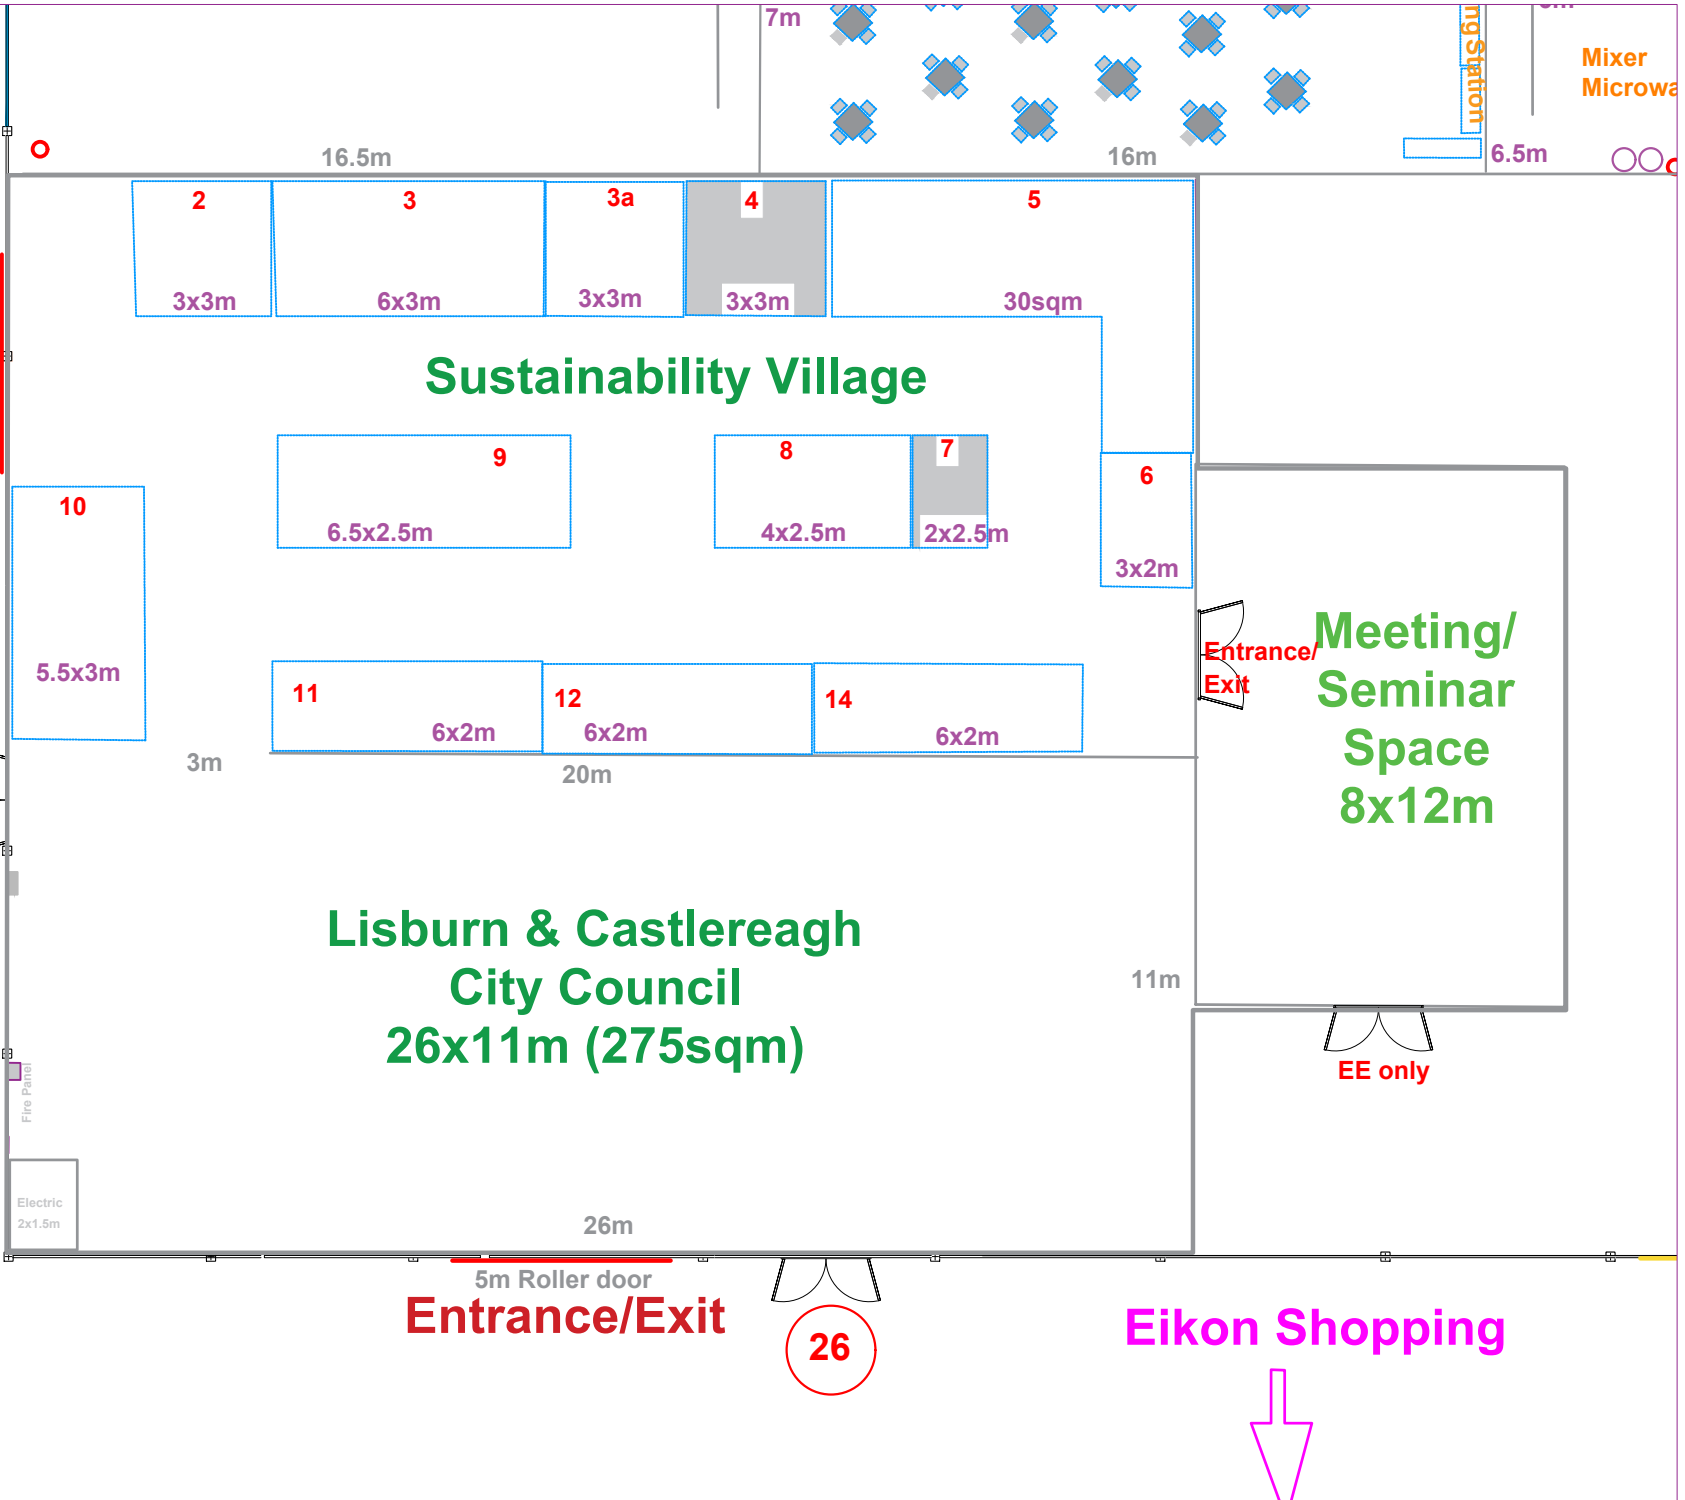 7m
ng Station
Mixer
16.5m
16m
6.5m
2
3
3a
4
5
3x3m
6x3m
3x3m
3x3m
30sqm
Sustainability Village
9
8
7
6
10
6.5x2.5m
4x2.5m
2x2.5m
3x2m
5.5x3m
11
12
14
6x2m
6x2m
6x2m
3m
20m
Entrance/
Exit
Meeting/
Seminar
Space
8x12m
Lisburn & Castlereagh
City Council
26x11m (275sqm)
11m
EE only
Fire Panel
Electric
2x1.5m
26m
5m Roller door
Entrance/Exit
26
Eikon Shopping